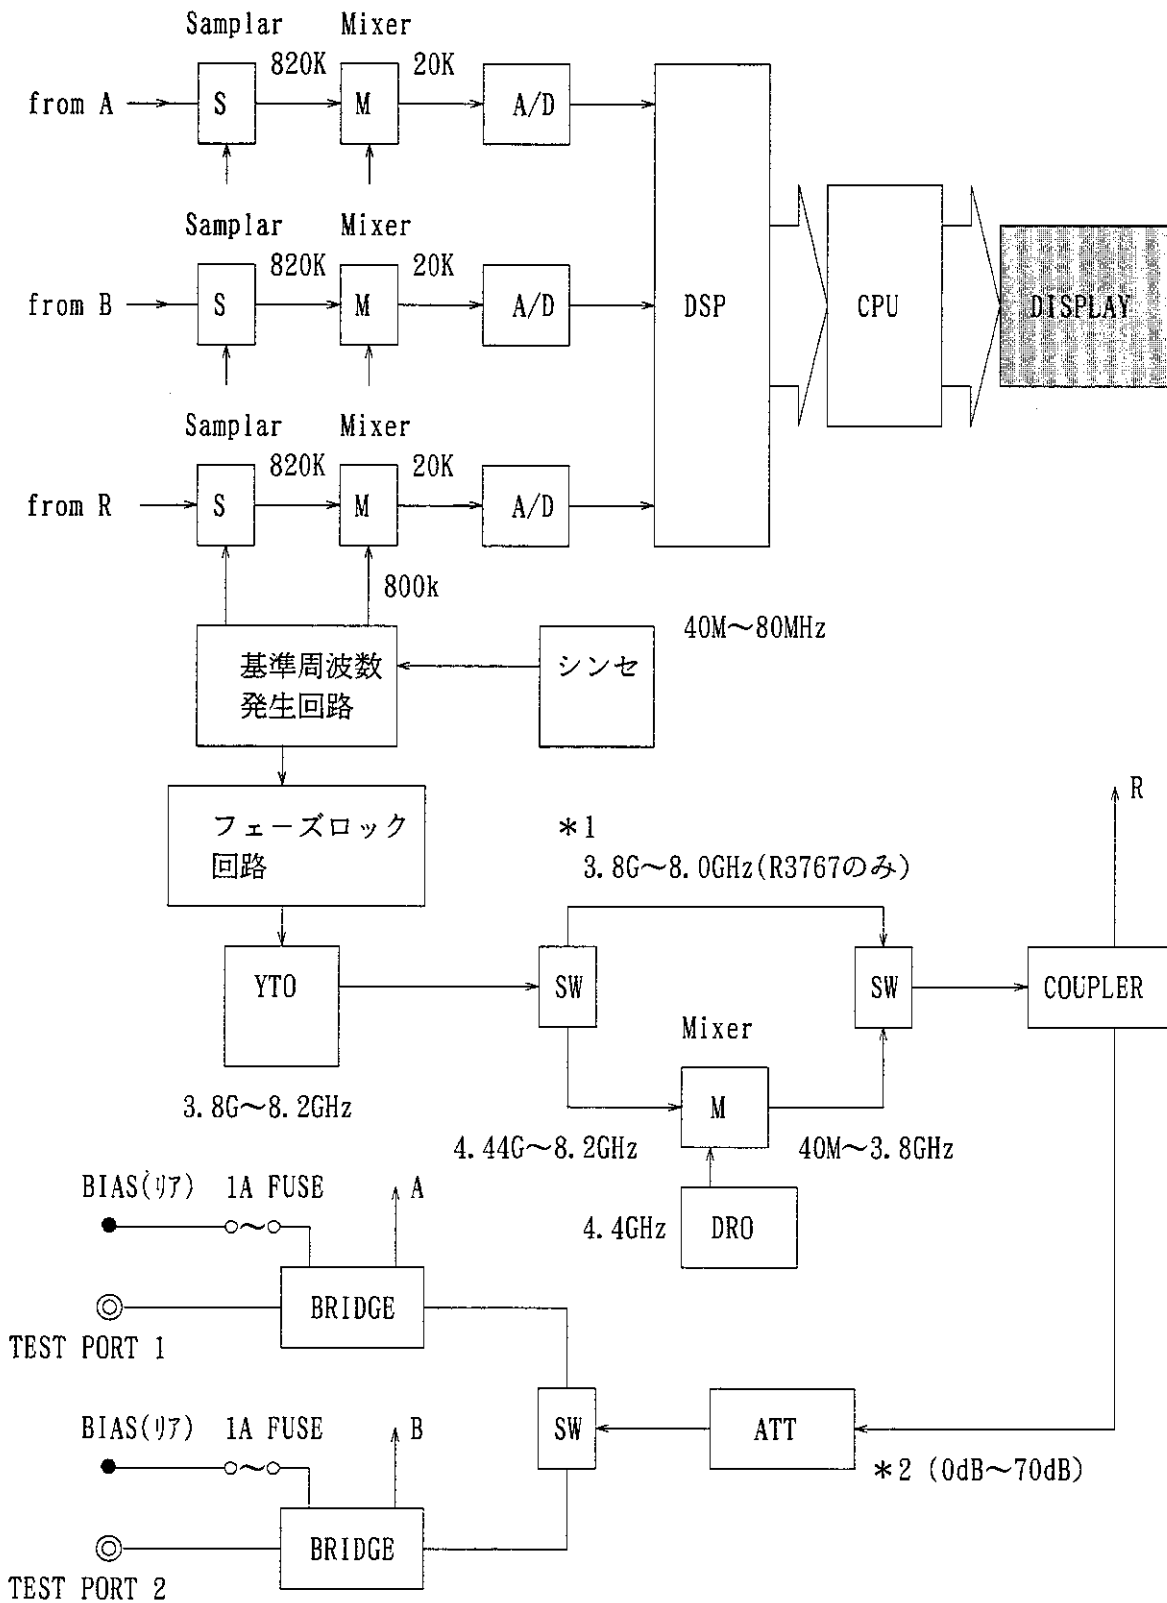 Samplar Mixer
820K 20K
from A S M A/D
Samplar Mixer
820K 20K
from B S M A/D DSP CPU DISPLAY
Samplar Mixer
820K 20K
from R S M A/D
800k
40M～80MHz
基準周波数 シンセ
発生回路
R
フェーズロック
回路
＊1
3.8G～8.0GHz(R3767のみ)
YTO SW SW COUPLER
Mixer
M
3.8G～8.2GHz
4.44G～8.2GHz 40M～3.8GHz
BIAS(ﾘｱ) 1A FUSE A
4.4GHz DRO
BRIDGE
TEST PORT 1
BIAS(ﾘｱ) 1A FUSE B SW ATT
＊2 (0dB～70dB)
BRIDGE
TEST PORT 2